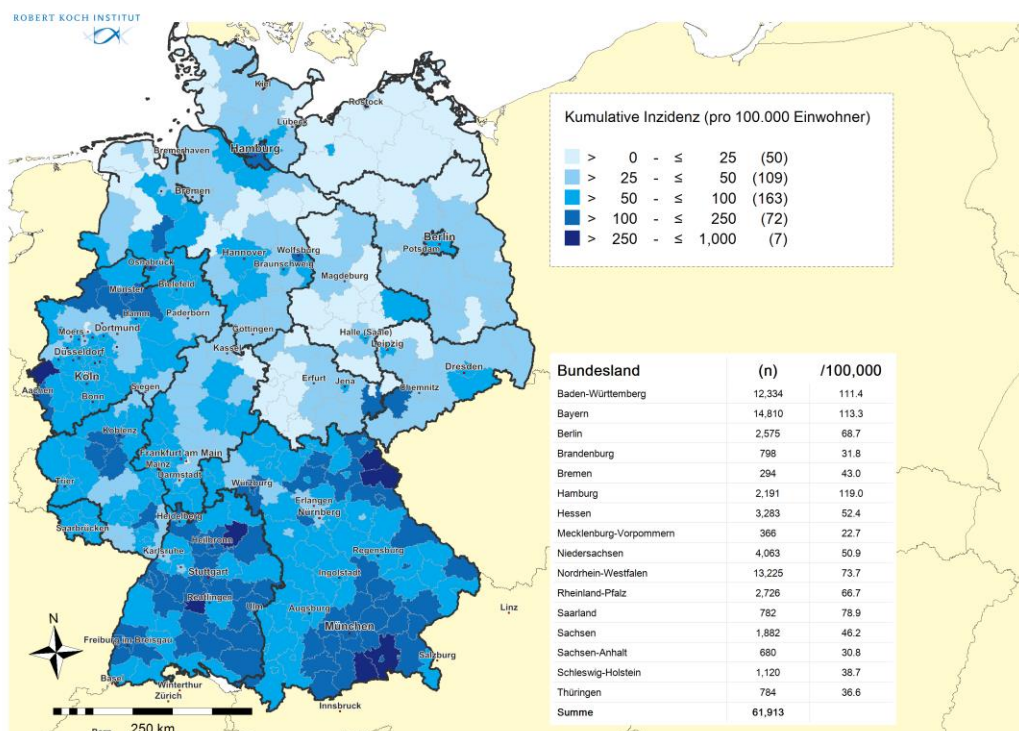 ROBERT KOCH INSTITUT
Kiel
Rostock
Lübeck
Bremerhaven
Hamburg
Bremen
Berlin
Potsdam
Wolfsburg
Hannover
Braunschweig
Osnabrück
Magdeburg
Münster
Bielefeld
Hamm
Paderborn
Moers
Dortmund
Göttingen
Halle (Saale)
Leipzig
Düsseldorf
Kassel
Dresden
Köln
Erfurt
Jena
Chemnitz
Aachen
Siegen
Bonn
Koblenz
Frankfurt am Main
Mainz
Darmstadt
Trier
Würzburg
Erlangen
Nürnberg
Heidelberg
Saarbrücken
Heilbronn
Karlsruhe
Regensburg
Stuttgart
Ingolstadt
Reutlingen
Ulm
Augsburg
Linz
München
Freiburg im Breisgau
Salzburg
Basel
Winterthur
Zürich
Innsbruck
Bern
N
250 km
Kumulative Inzidenz (pro 100.000 Einwohner)
> 0 - ≤ 25 (50)
> 25 - ≤ 50 (109)
> 50 - ≤ 100 (163)
> 100 - ≤ 250 (72)
> 250 - ≤ 1,000 (7)
Bundesland (n) /100,000
Baden-Württemberg 12,334 111.4
Bayern 14,810 113.3
Berlin 2,575 68.7
Brandenburg 798 31.8
Bremen 294 43.0
Hamburg 2,191 119.0
Hessen 3,283 52.4
Mecklenburg-Vorpommern 366 22.7
Niedersachsen 4,063 50.9
Nordrhein-Westfalen 13,225 73.7
Rheinland-Pfalz 2,726 66.7
Saarland 782 78.9
Sachsen 1,882 46.2
Sachsen-Anhalt 680 30.8
Schleswig-Holstein 1,120 38.7
Thüringen 784 36.6
Summe 61,913